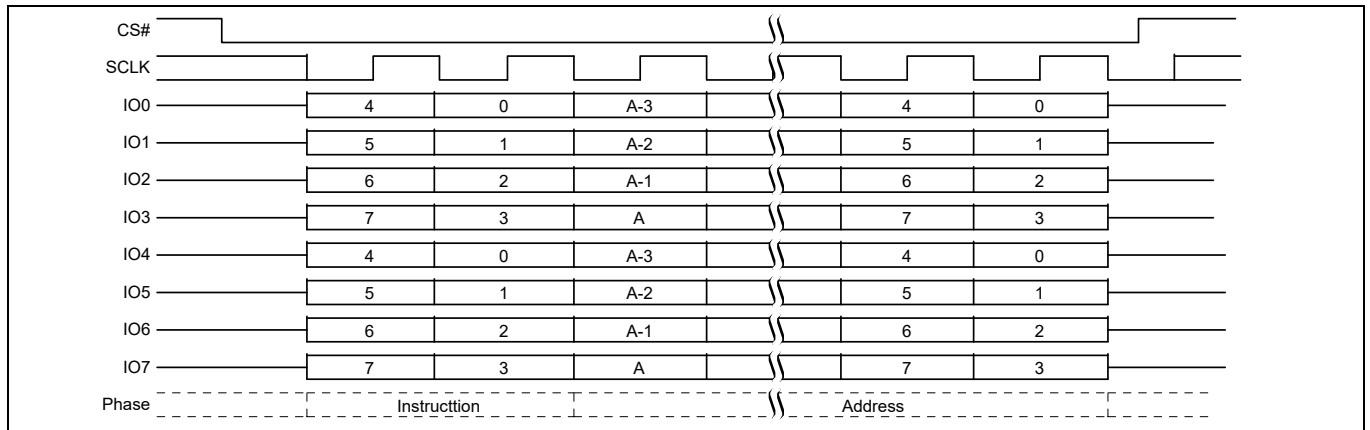 CS#
SCLK
IO0 4 0 A-3 4 0
IO1 5 1 A-2 5 1
IO2 6 2 A-1 6 2
IO3 7 3 A 7 3
IO4 4 0 A-3 4 0
IO5 5 1 A-2 5 1
IO6 6 2 A-1 6 2
IO7 7 3 A 7 3
Phase Instructtion Address